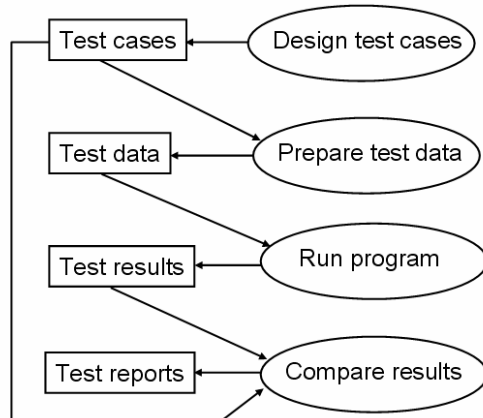 Test cases
Design test cases
Test data
Prepare test data
Test results
Run program
Test reports
Compare results